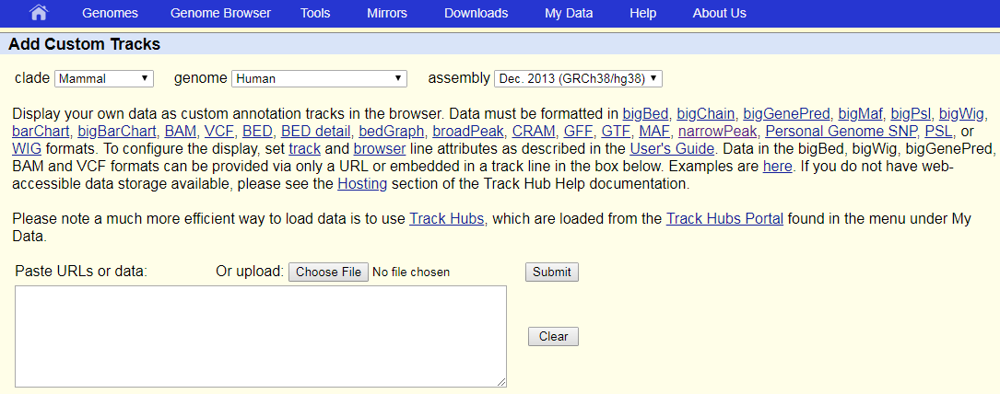 Genomes Genome Browser Tools Mirrors Downloads My Data Help About Us
Add Custom Tracks
clade Mammal genome Human assembly Dec. 2013 (GRCh38/hg38)
Display your own data as custom annotation tracks in the browser. Data must be formatted in bigBed, bigChain, bigGenePred, bigMaf, bigPsl, bigWig,
barChart, bigBarChart, BAM, VCF, BED, BED detail, bedGraph, broadPeak, CRAM, GFF, GTF, MAF, narrowPeak, Personal Genome SNP, PSL, or
WIG formats. To configure the display, set track and browser line attributes as described in the User's Guide. Data in the bigBed, bigWig, bigGenePred,
BAM and VCF formats can be provided via only a URL or embedded in a track line in the box below. Examples are here. If you do not have web-
accessible data storage available, please see the Hosting section of the Track Hub Help documentation.
Please note a much more efficient way to load data is to use Track Hubs, which are loaded from the Track Hubs Portal found in the menu under My
Data.
Paste URLs or data: Or upload: Choose File No file chosen Submit
Clear